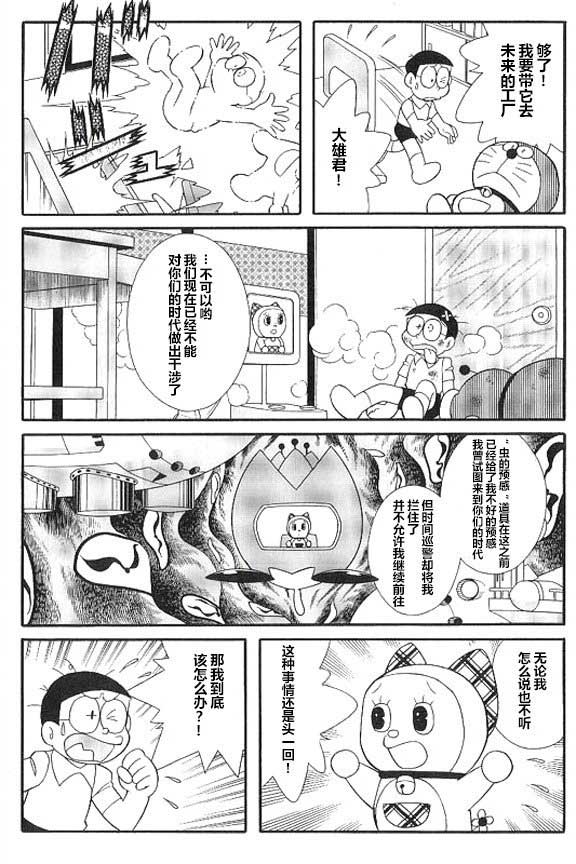 够了！
我要带它去
未来的工厂
大雄君！
…不可以哟
我们现在已经不能
对你们的时代做出干涉了
“虫的预感”道具在这之前
已经给了我不好的预感
我曾试图来到你们的时代
但时间巡警却将我
拦住了
并不允许我继续前往
无论我
怎么说也不听
这种事情还是头一回！
那我到底
该怎么办？！